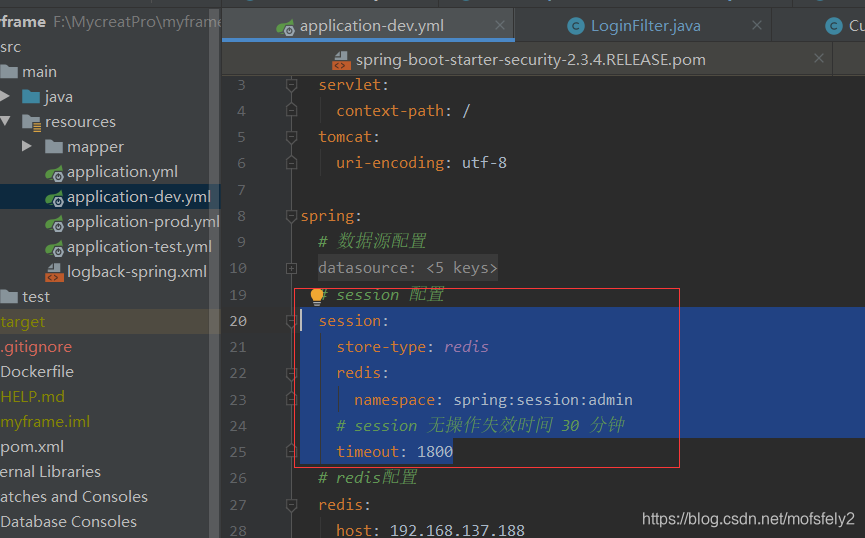 frame F:\MycreatPro\myframe
src
main
java
resources
mapper
application.yml
application-dev.yml
application-prod.yml
application-test.yml
logback-spring.xml
test
target
.gitignore
Dockerfile
HELP.md
myframe.iml
pom.xml
ernal Libraries
atches and Consoles
Database Consoles
application-dev.yml
LoginFilter.java
Cu
spring-boot-starter-security-2.3.4.RELEASE.pom
3 servlet:
4 context-path: /
5 tomcat:
6 uri-encoding: utf-8
7
8 spring:
9 # 数据源配置
10 datasource: <5 keys>
19 # session 配置
20 session:
21 store-type: redis
22 redis:
23 namespace: spring:session:admin
24 # session 无操作失效时间 30 分钟
25 timeout: 1800
26 # redis配置
27 redis:
28 host: 192.168.137.188
https://blog.csdn.net/mofsfely2